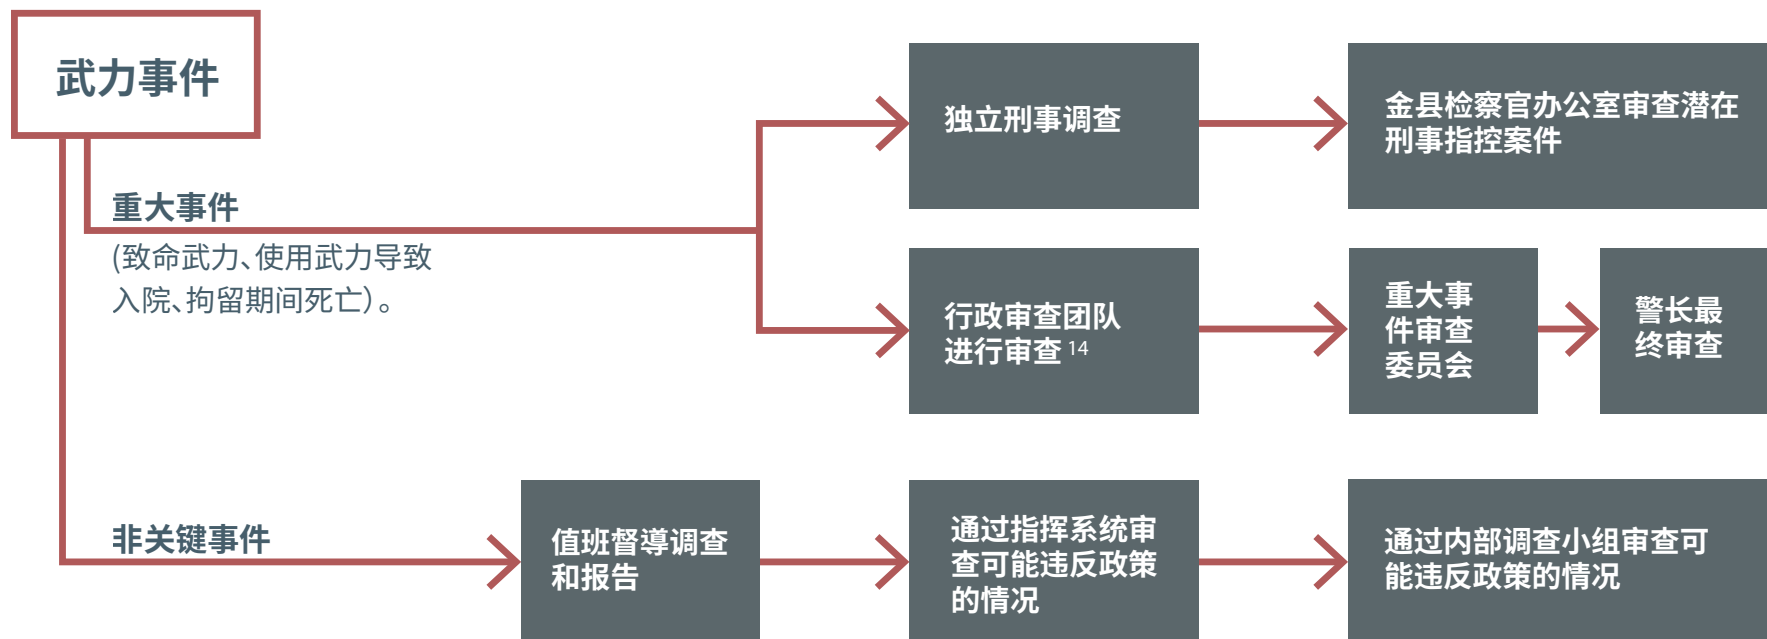 武力事件
重大事件
(致命武力、使用武力导致
入院、拘留期间死亡)。
独立刑事调查
金县检察官办公室审查潜在
刑事指控案件
行政审查团队
进行审查 14
重大事
件审查
委员会
警长最
终审查
非关键事件
值班督導调查
和报告
通过指挥系统审
查可能违反政策
的情况
通过内部调查小组审查可
能违反政策的情况